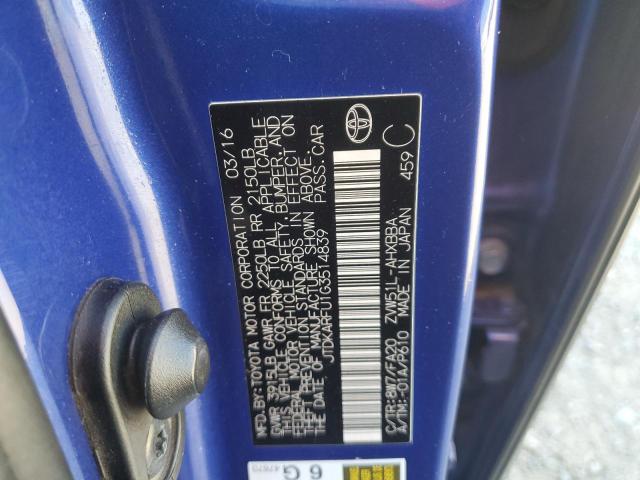 MFD.BY:TOYOTA MOTOR CORPORATION 03/16
GVWR 3915LB GAWR FR 2250LB RR 2150LB
THIS VEHICLE CONFORMS TO ALL APPLICABLE
FEDERAL MOTOR VEHICLE SAFETY, BUMPER, AND
THEFT PREVENTION STANDARDS IN EFFECT ON
THE DATE OF MANUFACTURE SHOWN ABOVE.
JTDKARFU1G3514839 PASS.CAR
C/TR:8W7/FA20 ZVW51L-AHXBBA
A/TM:-01A/P610 MADE IN JAPAN 459 C
6 G